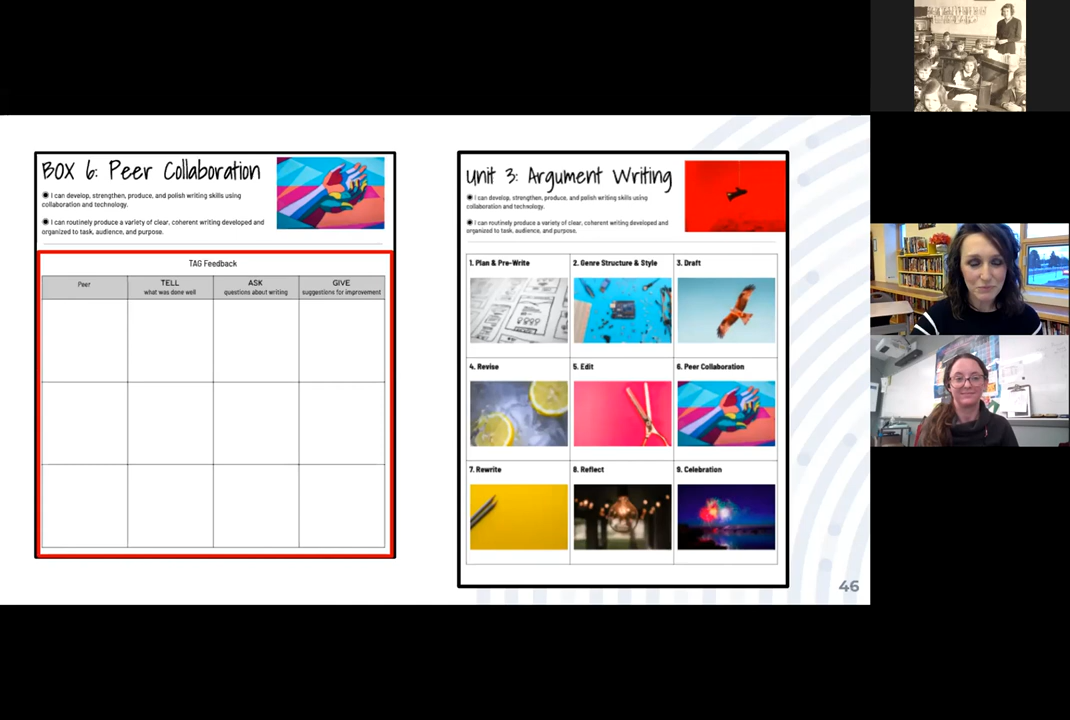 BOX 6: Peer Collaboration
◉ I can develop, strengthen, produce, and polish writing skills using
collaboration and technology.
◉ I can routinely produce a variety of clear, coherent writing developed and
organized to task, audience, and purpose.
TAG Feedback
Peer
TELL
what was done well
ASK
questions about writing
GIVE
suggestions for improvement
Unit 3: Argument Writing
◉ I can develop, strengthen, produce, and polish writing skills using
collaboration and technology.
◉ I can routinely produce a variety of clear, coherent writing developed and
organized to task, audience, and purpose.
1. Plan & Pre-Write
2. Genre Structure & Style
3. Draft
4. Revise
5. Edit
6. Peer Collaboration
7. Rewrite
8. Reflect
9. Celebration
46